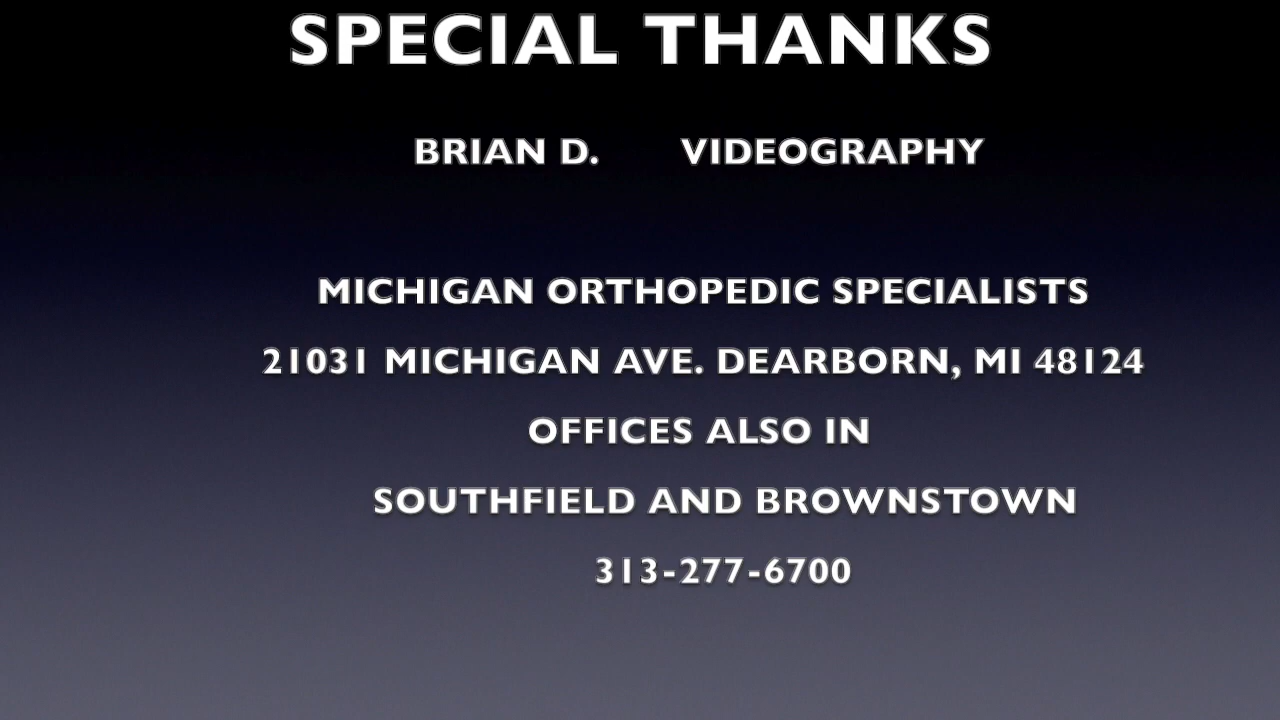 SPECIAL THANKS
BRIAN D. VIDEOGRAPHY
MICHIGAN ORTHOPEDIC SPECIALISTS
21031 MICHIGAN AVE. DEARBORN, MI 48124
OFFICES ALSO IN
SOUTHFIELD AND BROWNSTOWN
313-277-6700